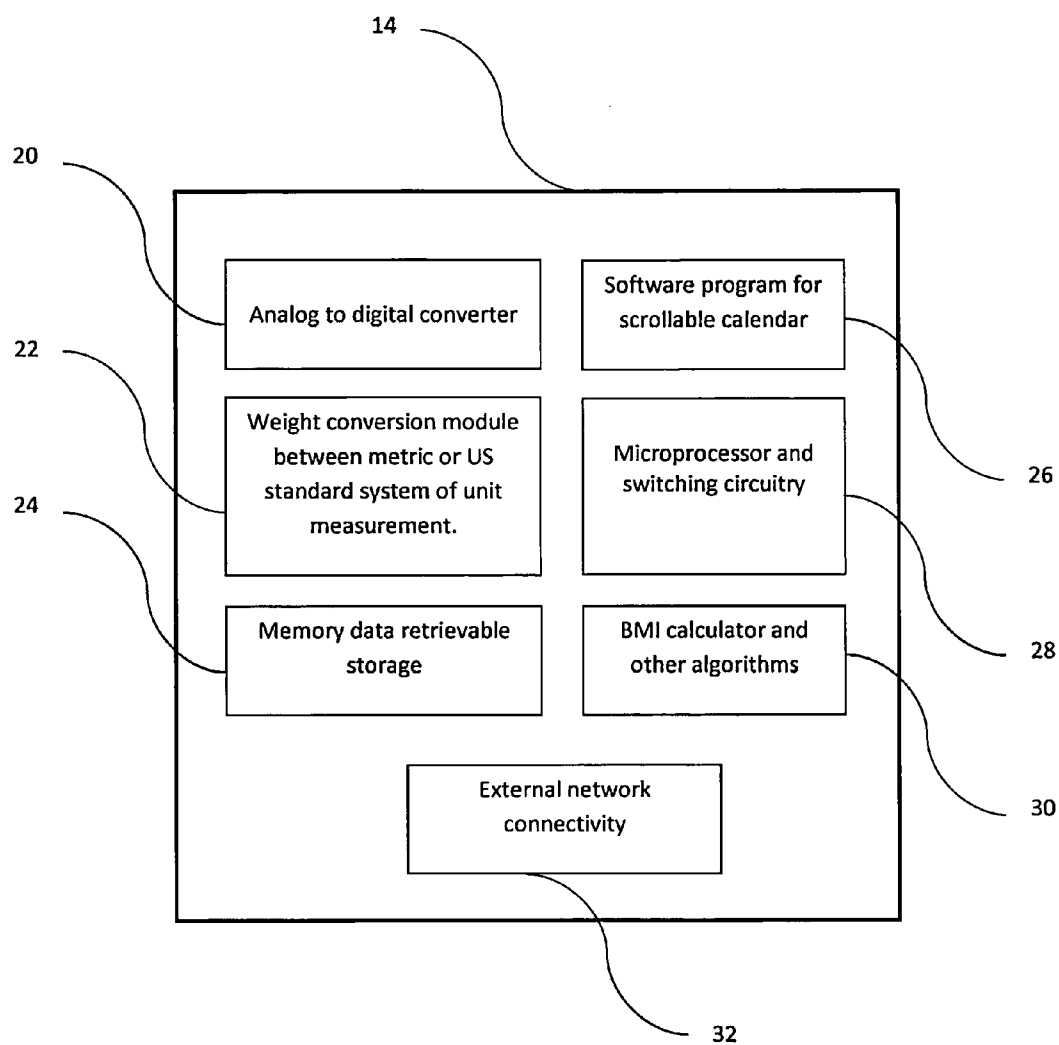 14
20
Analog to digital converter
Software program for
scrollable calendar
22
Weight conversion module
between metric or US
standard system of unit
measurement.
Microprocessor and
switching circuitry
26
24
Memory data retrievable
storage
BMI calculator and
other algorithms
28
External network
connectivity
30
32